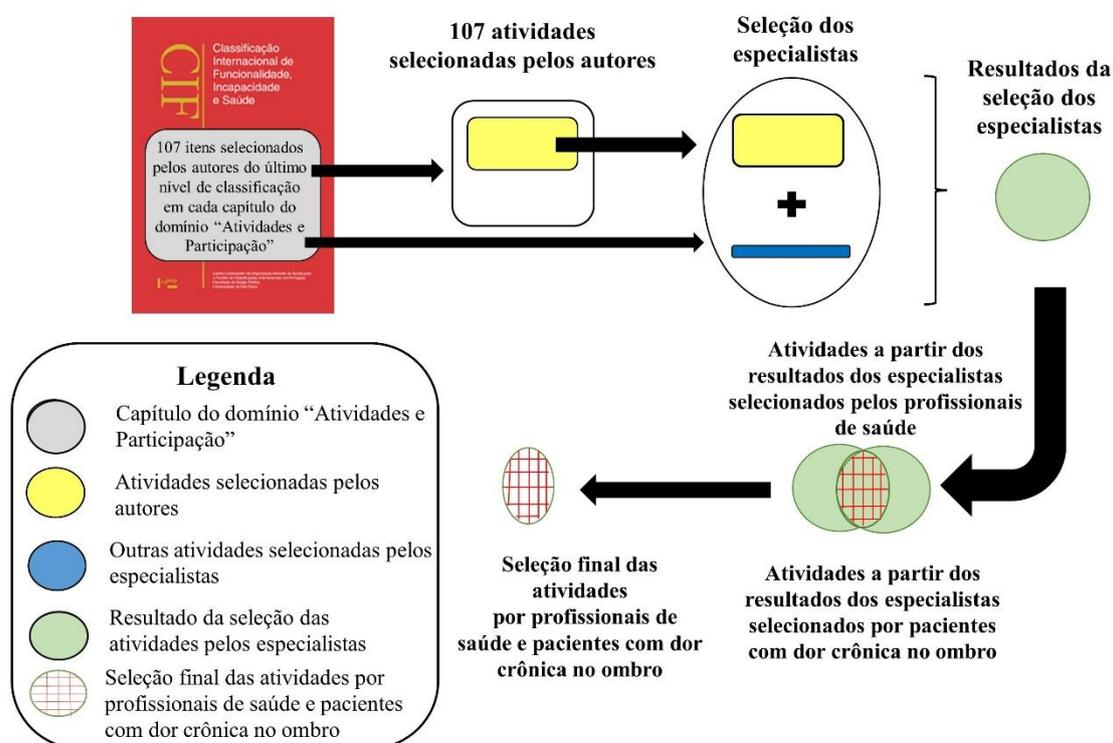 CIF
Classificação
Internacional de
Funcionalidade,
Incapacidade
e Saúde
107 itens selecionados
pelos autores do último
nível de classificação
em cada capítulo do
domínio “Atividades e
Participação”
107 atividades
selecionadas pelos autores
Seleção dos
especialistas
Resultados da
seleção dos
especialistas
Atividades a partir dos
resultados dos especialistas
selecionados pelos profissionais
de saúde
Atividades a partir dos
resultados dos especialistas
selecionados por pacientes
com dor crônica no ombro
Seleção final das
atividades
por profissionais de
saúde e pacientes com dor
crônica no ombro
Legenda
Capítulo do domínio “Atividades e
Participação”
Atividades selecionadas pelos
autores
Outras atividades selecionadas pelos
especialistas
Resultado da seleção das
atividades pelos especialistas
Seleção final das atividades por
profissionais de saúde e pacientes
com dor crônica no ombro